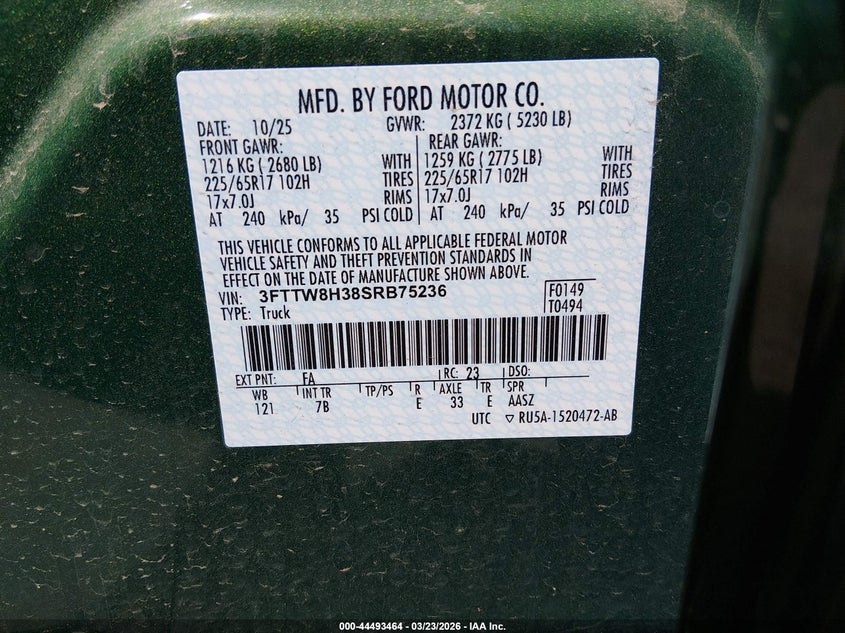 MFD. BY FORD MOTOR CO.
DATE: 10/25 GVWR: 2372 KG ( 5230 LB)
FRONT GAWR: REAR GAWR:
1216 KG ( 2680 LB) WITH 1259 KG ( 2775 LB) WITH
225/65R17 102H TIRES 225/65R17 102H TIRES
17x7.0J RIMS 17x7.0J RIMS
AT 240 kPa/ 35 PSI COLD AT 240 kPa/ 35 PSI COLD
THIS VEHICLE CONFORMS TO ALL APPLICABLE FEDERAL MOTOR
VEHICLE SAFETY AND THEFT PREVENTION STANDARDS IN
EFFECT ON THE DATE OF MANUFACTURE SHOWN ABOVE.
VIN: 3FTTW8H38SRB75236 F0149
TYPE: Truck T0494
EXT PNT: FA RC: 23 DSO:
WB INT TR TP/PS R AXLE TR SPR
121 7B E 33 E AASZ
UTC ▽ RU5A-1520472-AB
000-44493464 - 03/23/2026 - IAA Inc.